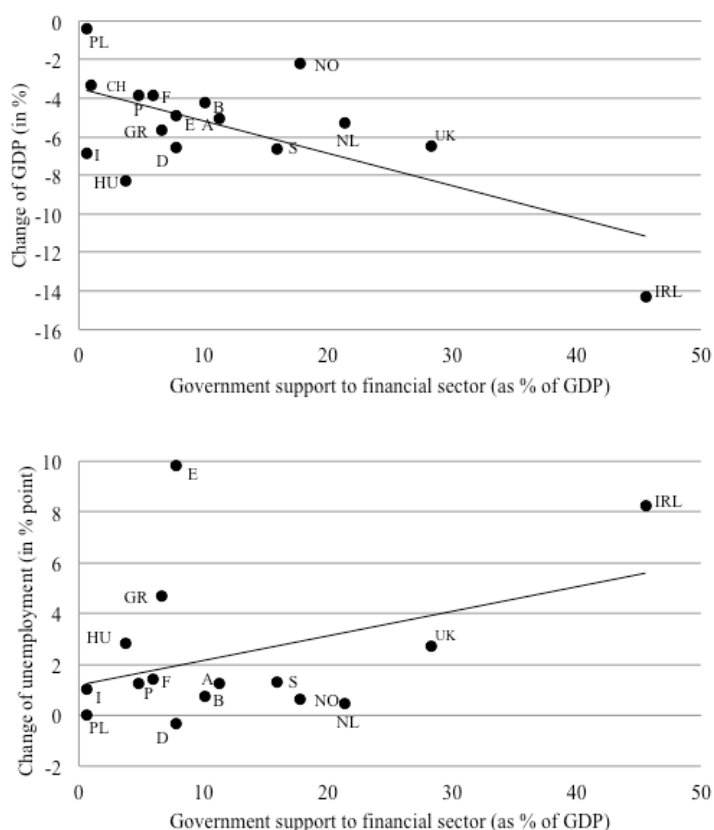 0
PL
-2
NO
CH
-4
F
P
B
E A
UK
GR
NL
-6
I
D
S
HU
-8
-10
-12
-14
IRL
-16
Change of GDP (in %)
0
10
20
30
40
50
Government support to financial sector (as % of GDP)
10
E
IRL
8
6
GR
4
HU
UK
2
F
A
S
I
P
B
NO
NL
0
PL
D
-2
Change of unemployment (in % point)
0
10
20
30
40
50
Government support to financial sector (as % of GDP)